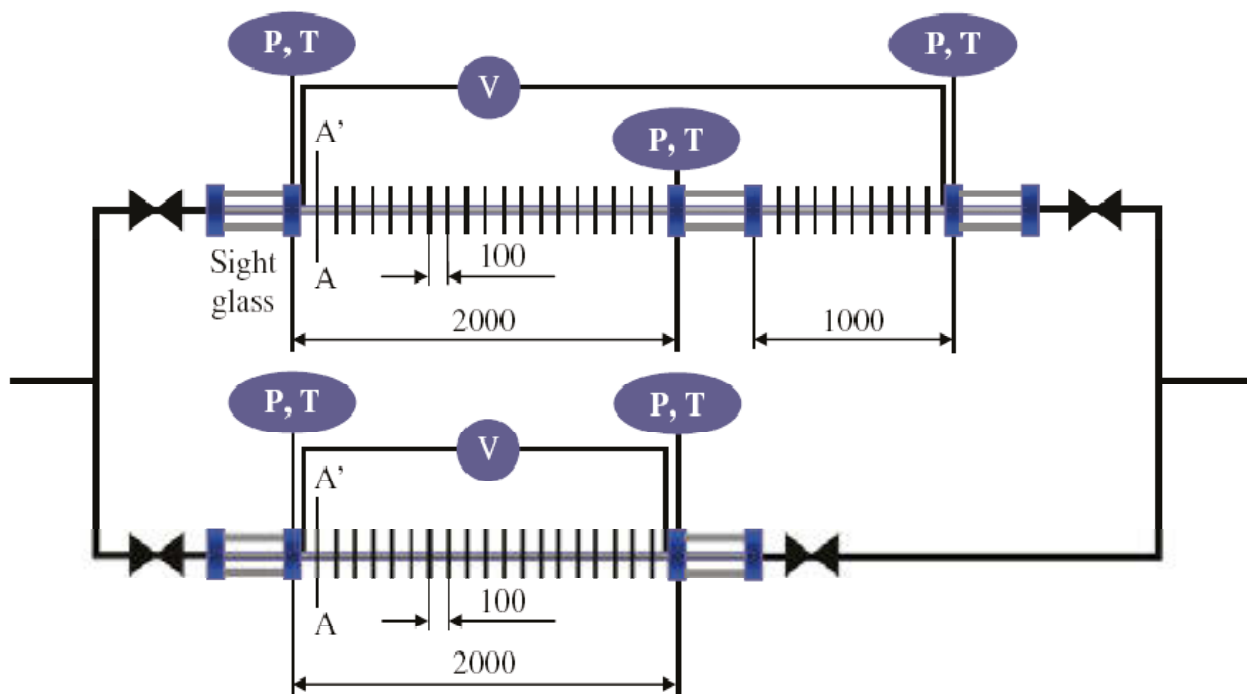 P, T
P, T
V
A’
P, T
Sight
glass
A
100
2000
1000
P, T
P, T
V
A’
A
100
2000